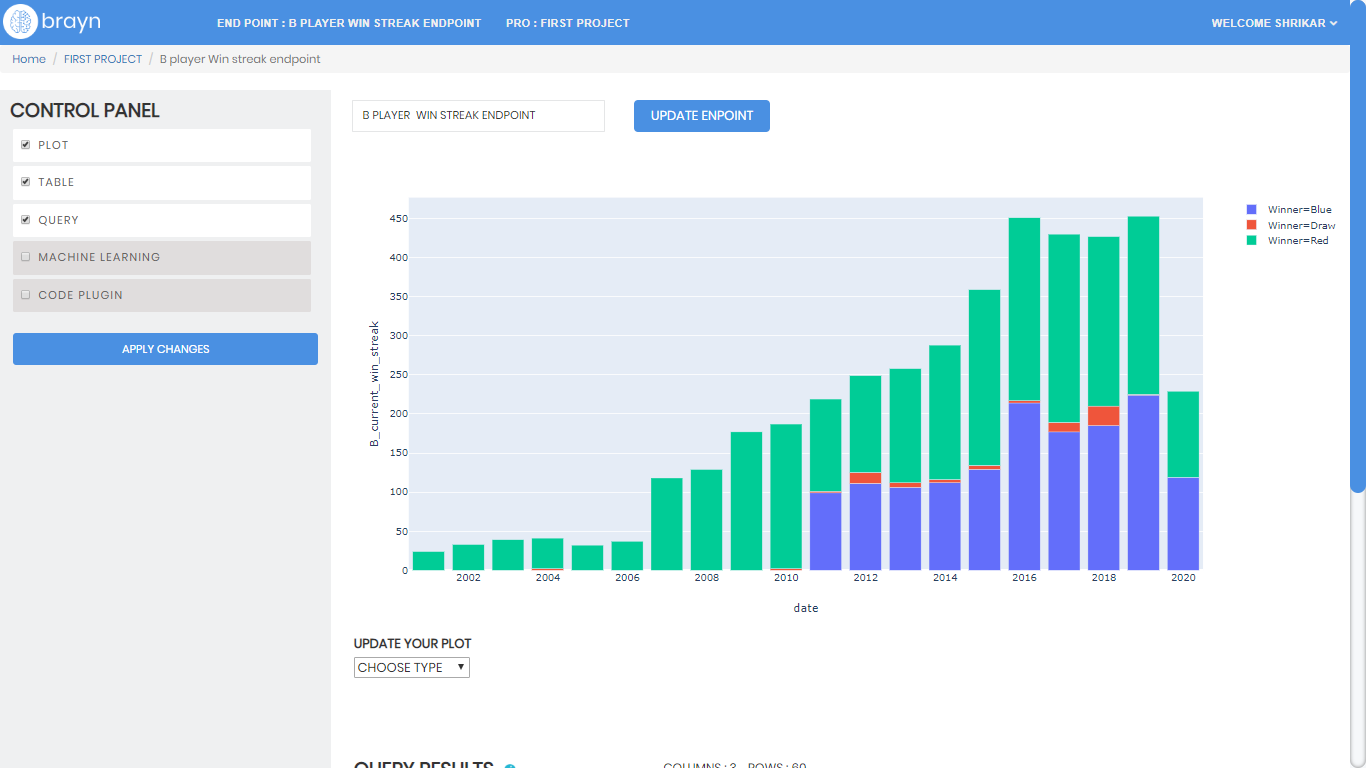 brayn
END POINT : B PLAYER WIN STREAK ENDPOINT
PRO : FIRST PROJECT
WELCOME SHRIKAR
Home / FIRST PROJECT / B player Win streak endpoint
CONTROL PANEL
PLOT
TABLE
QUERY
MACHINE LEARNING
CODE PLUGIN
APPLY CHANGES
B PLAYER WIN STREAK ENDPOINT
UPDATE ENPOINT
450
400
350
300
250
200
150
100
50
0
B_current_win_streak
2002 2004 2006 2008 2010 2012 2014 2016 2018 2020
date
Winner=Blue
Winner=Draw
Winner=Red
UPDATE YOUR PLOT
CHOOSE TYPE
QUERY RESULTS
COLUMNS : 3 ROWS : 60